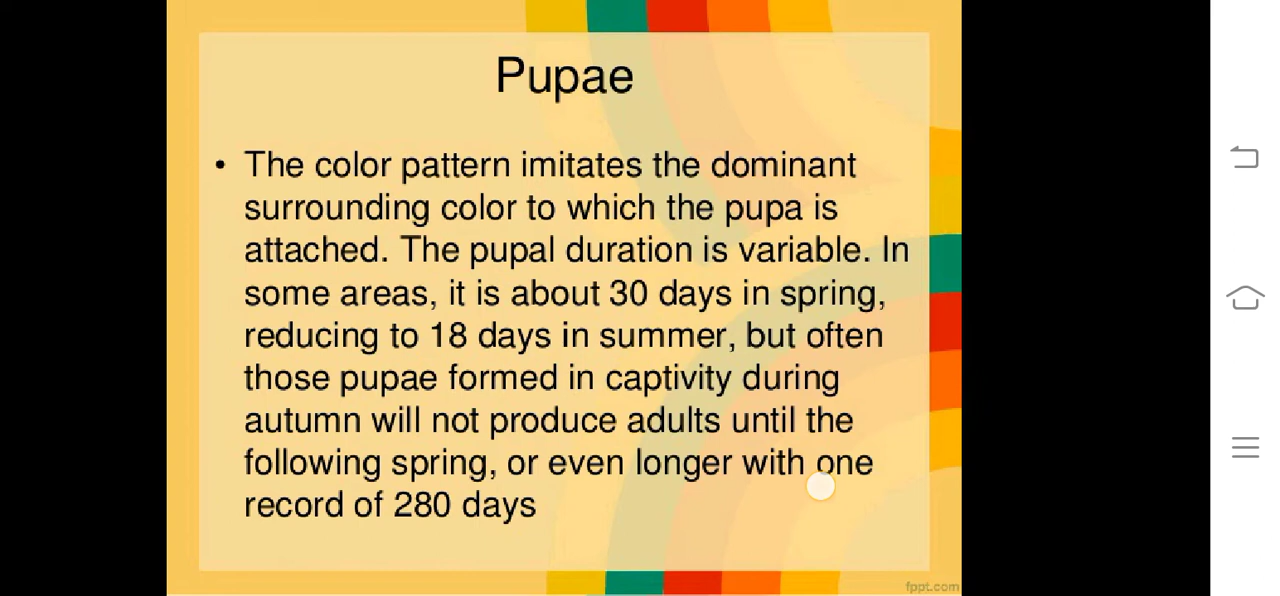 Pupae
• The color pattern imitates the dominant
surrounding color to which the pupa is
attached. The pupal duration is variable. In
some areas, it is about 30 days in spring,
reducing to 18 days in summer, but often
those pupae formed in captivity during
autumn will not produce adults until the
following spring, or even longer with one
record of 280 days
fppt.com